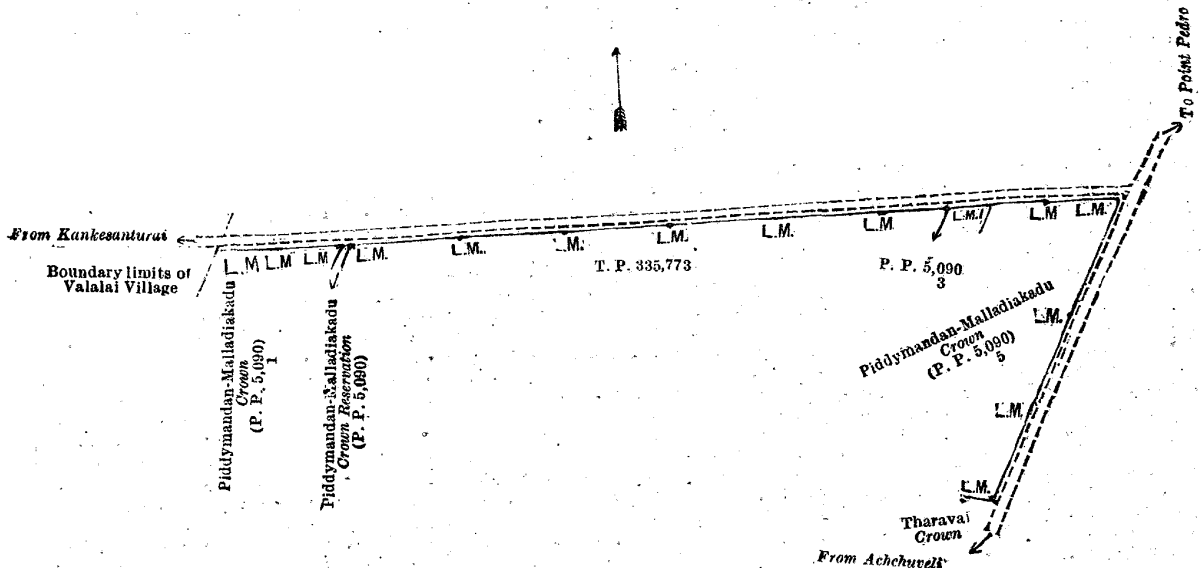 To Point Pedro
From Kankesanturai
Boundary limits of
Valalai Village
L.M
L.M
L.M
L.M.
L.M.
L.M.
L.M.
L.M.
L.M.
L.M.
L.M
L.M.
T. P. 335,773
P. P. 5,090
3
Piddymandan-Malladiakadu
Crown
(P. P. 5,090)
1
Piddymandan-Malladiakadu
Crown Reservation
(P. P. 5,090)
Piddymandan-Malladiakadu
Crown
(P. P. 5,090)
5
L.M.
L.M.
L.M.
Tharavai
Crown
From Achchuveli